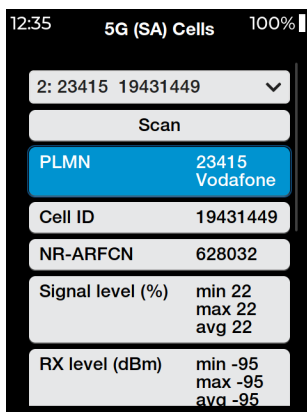 12:35 5G (SA) Cells 100%
2: 23415 19431449
Scan
PLMN 23415
Vodafone
Cell ID 19431449
NR-ARFCN 628032
Signal level (%) min 22
max 22
avg 22
RX level (dBm) min -95
max -95
avg -95